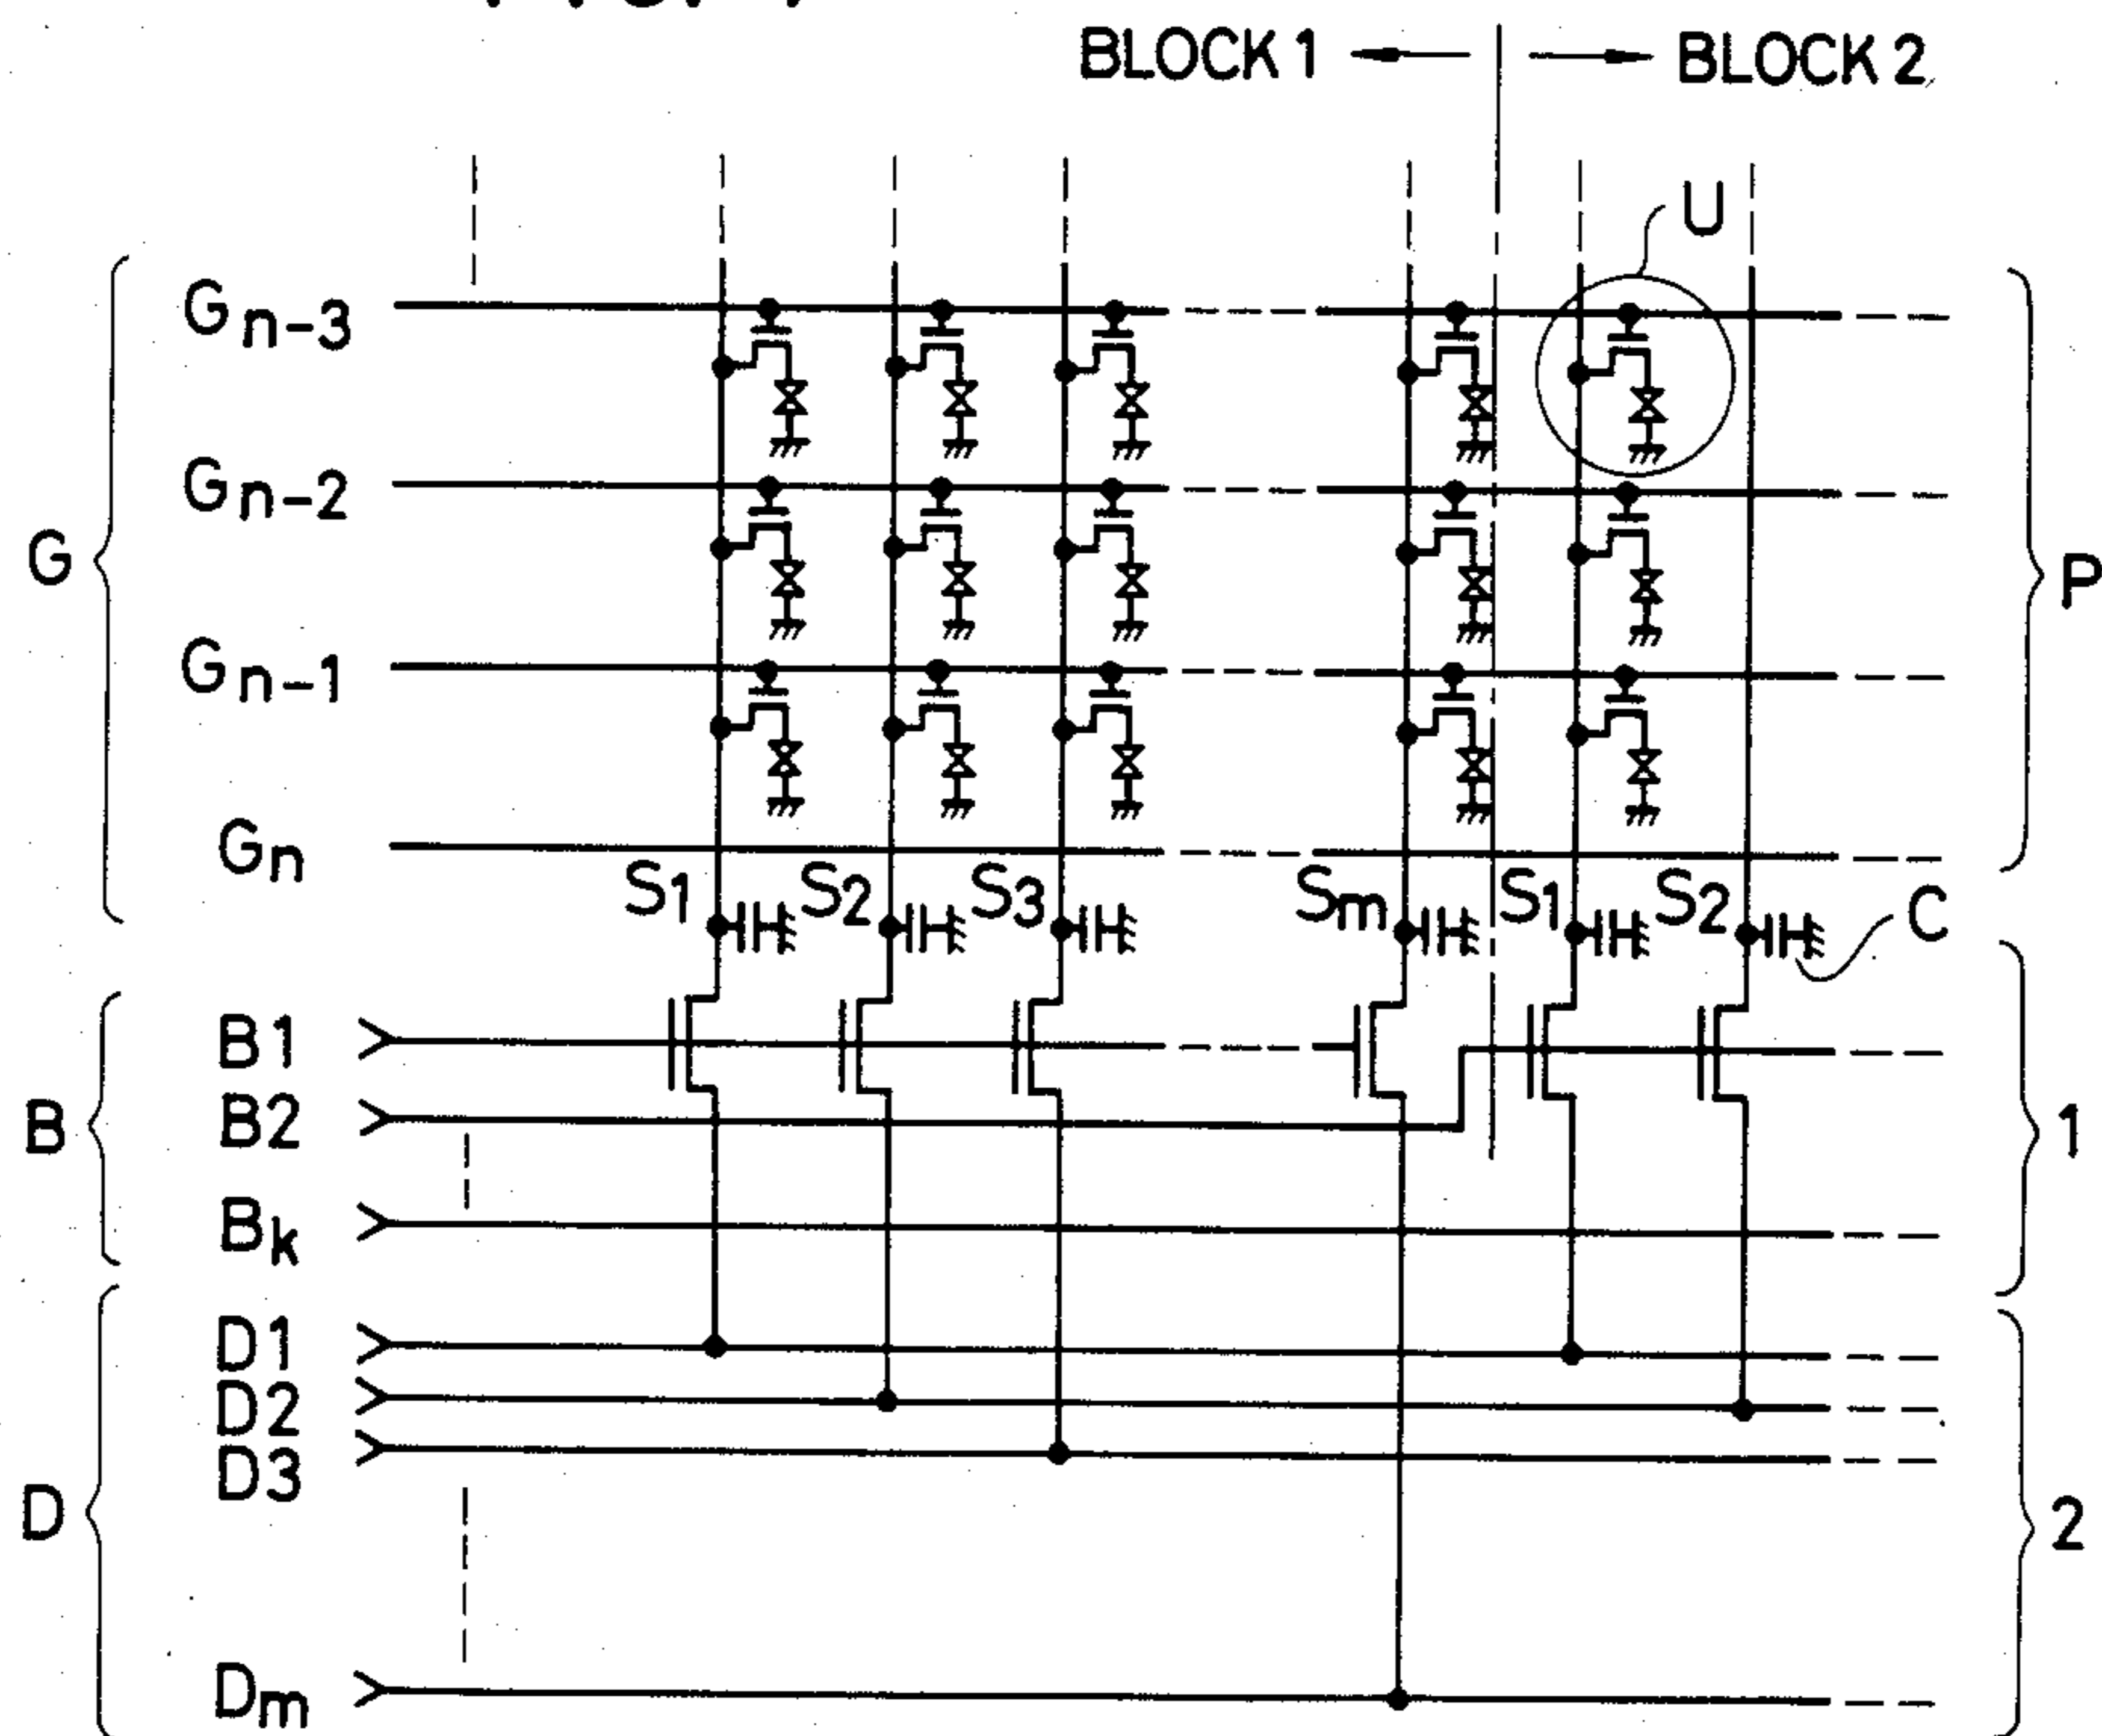 BLOCK 1 BLOCK 2
U
Gn-3
Gn-2
G P
Gn-1
Gn
S1 S2 S3 Sm S1 S2 C
B1
B B2 1
Bk
D1
D2
D3
D 2
Dm